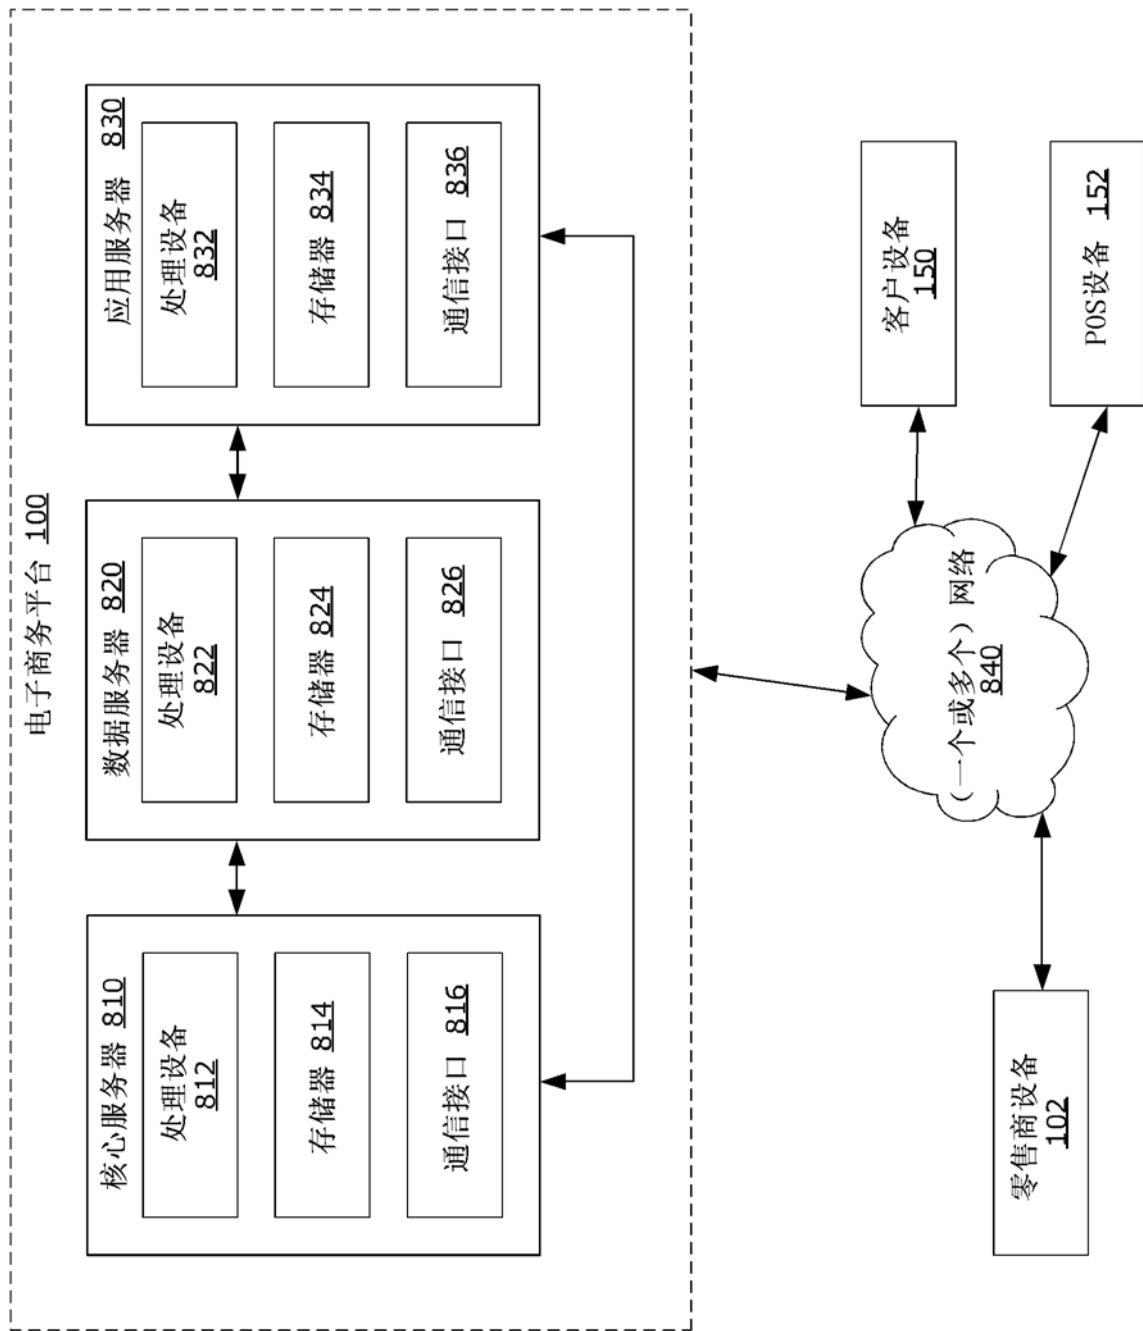 电子商务平台 100
核心服务器 810
处理设备
812
存储器 814
通信接口 816
数据服务器 820
处理设备
822
存储器 824
通信接口 826
应用服务器 830
处理设备
832
存储器 834
通信接口 836
(一个或多个）网络
840
零售商设备
102
客户设备
150
POS设备 152